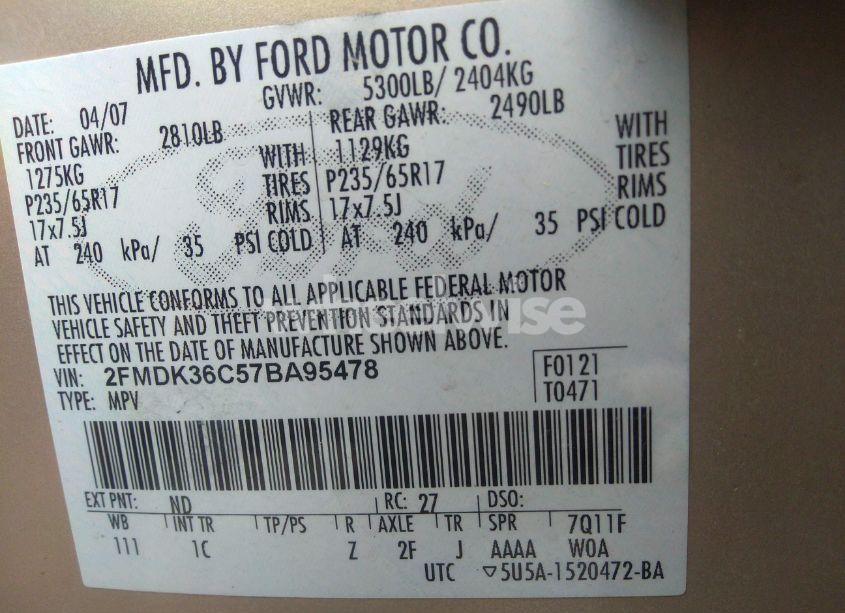 MFD. BY FORD MOTOR CO.
DATE: 04/07 GVWR: 5300LB/ 2404KG
FRONT GAWR: 2810LB REAR GAWR: 2490LB
1275KG WITH 1129KG WITH
P235/65R17 TIRES P235/65R17 TIRES
17x7.5J RIMS 17x7.5J RIMS
AT 240 kPa/ 35 PSI COLD AT 240 kPa/ 35 PSI COLD
THIS VEHICLE CONFORMS TO ALL APPLICABLE FEDERAL MOTOR
VEHICLE SAFETY AND THEFT PREVENTION STANDARDS IN
EFFECT ON THE DATE OF MANUFACTURE SHOWN ABOVE.
VIN: 2FMDK36C57BA95478 F0121
TYPE: MPV T0471
EXT PNT: ND RC: 27 DSO:
WB INT TR TP/PS R AXLE TR SPR 7Q11F
111 1C Z 2F J AAAA W0A
UTC ▽5U5A-1520472-BA